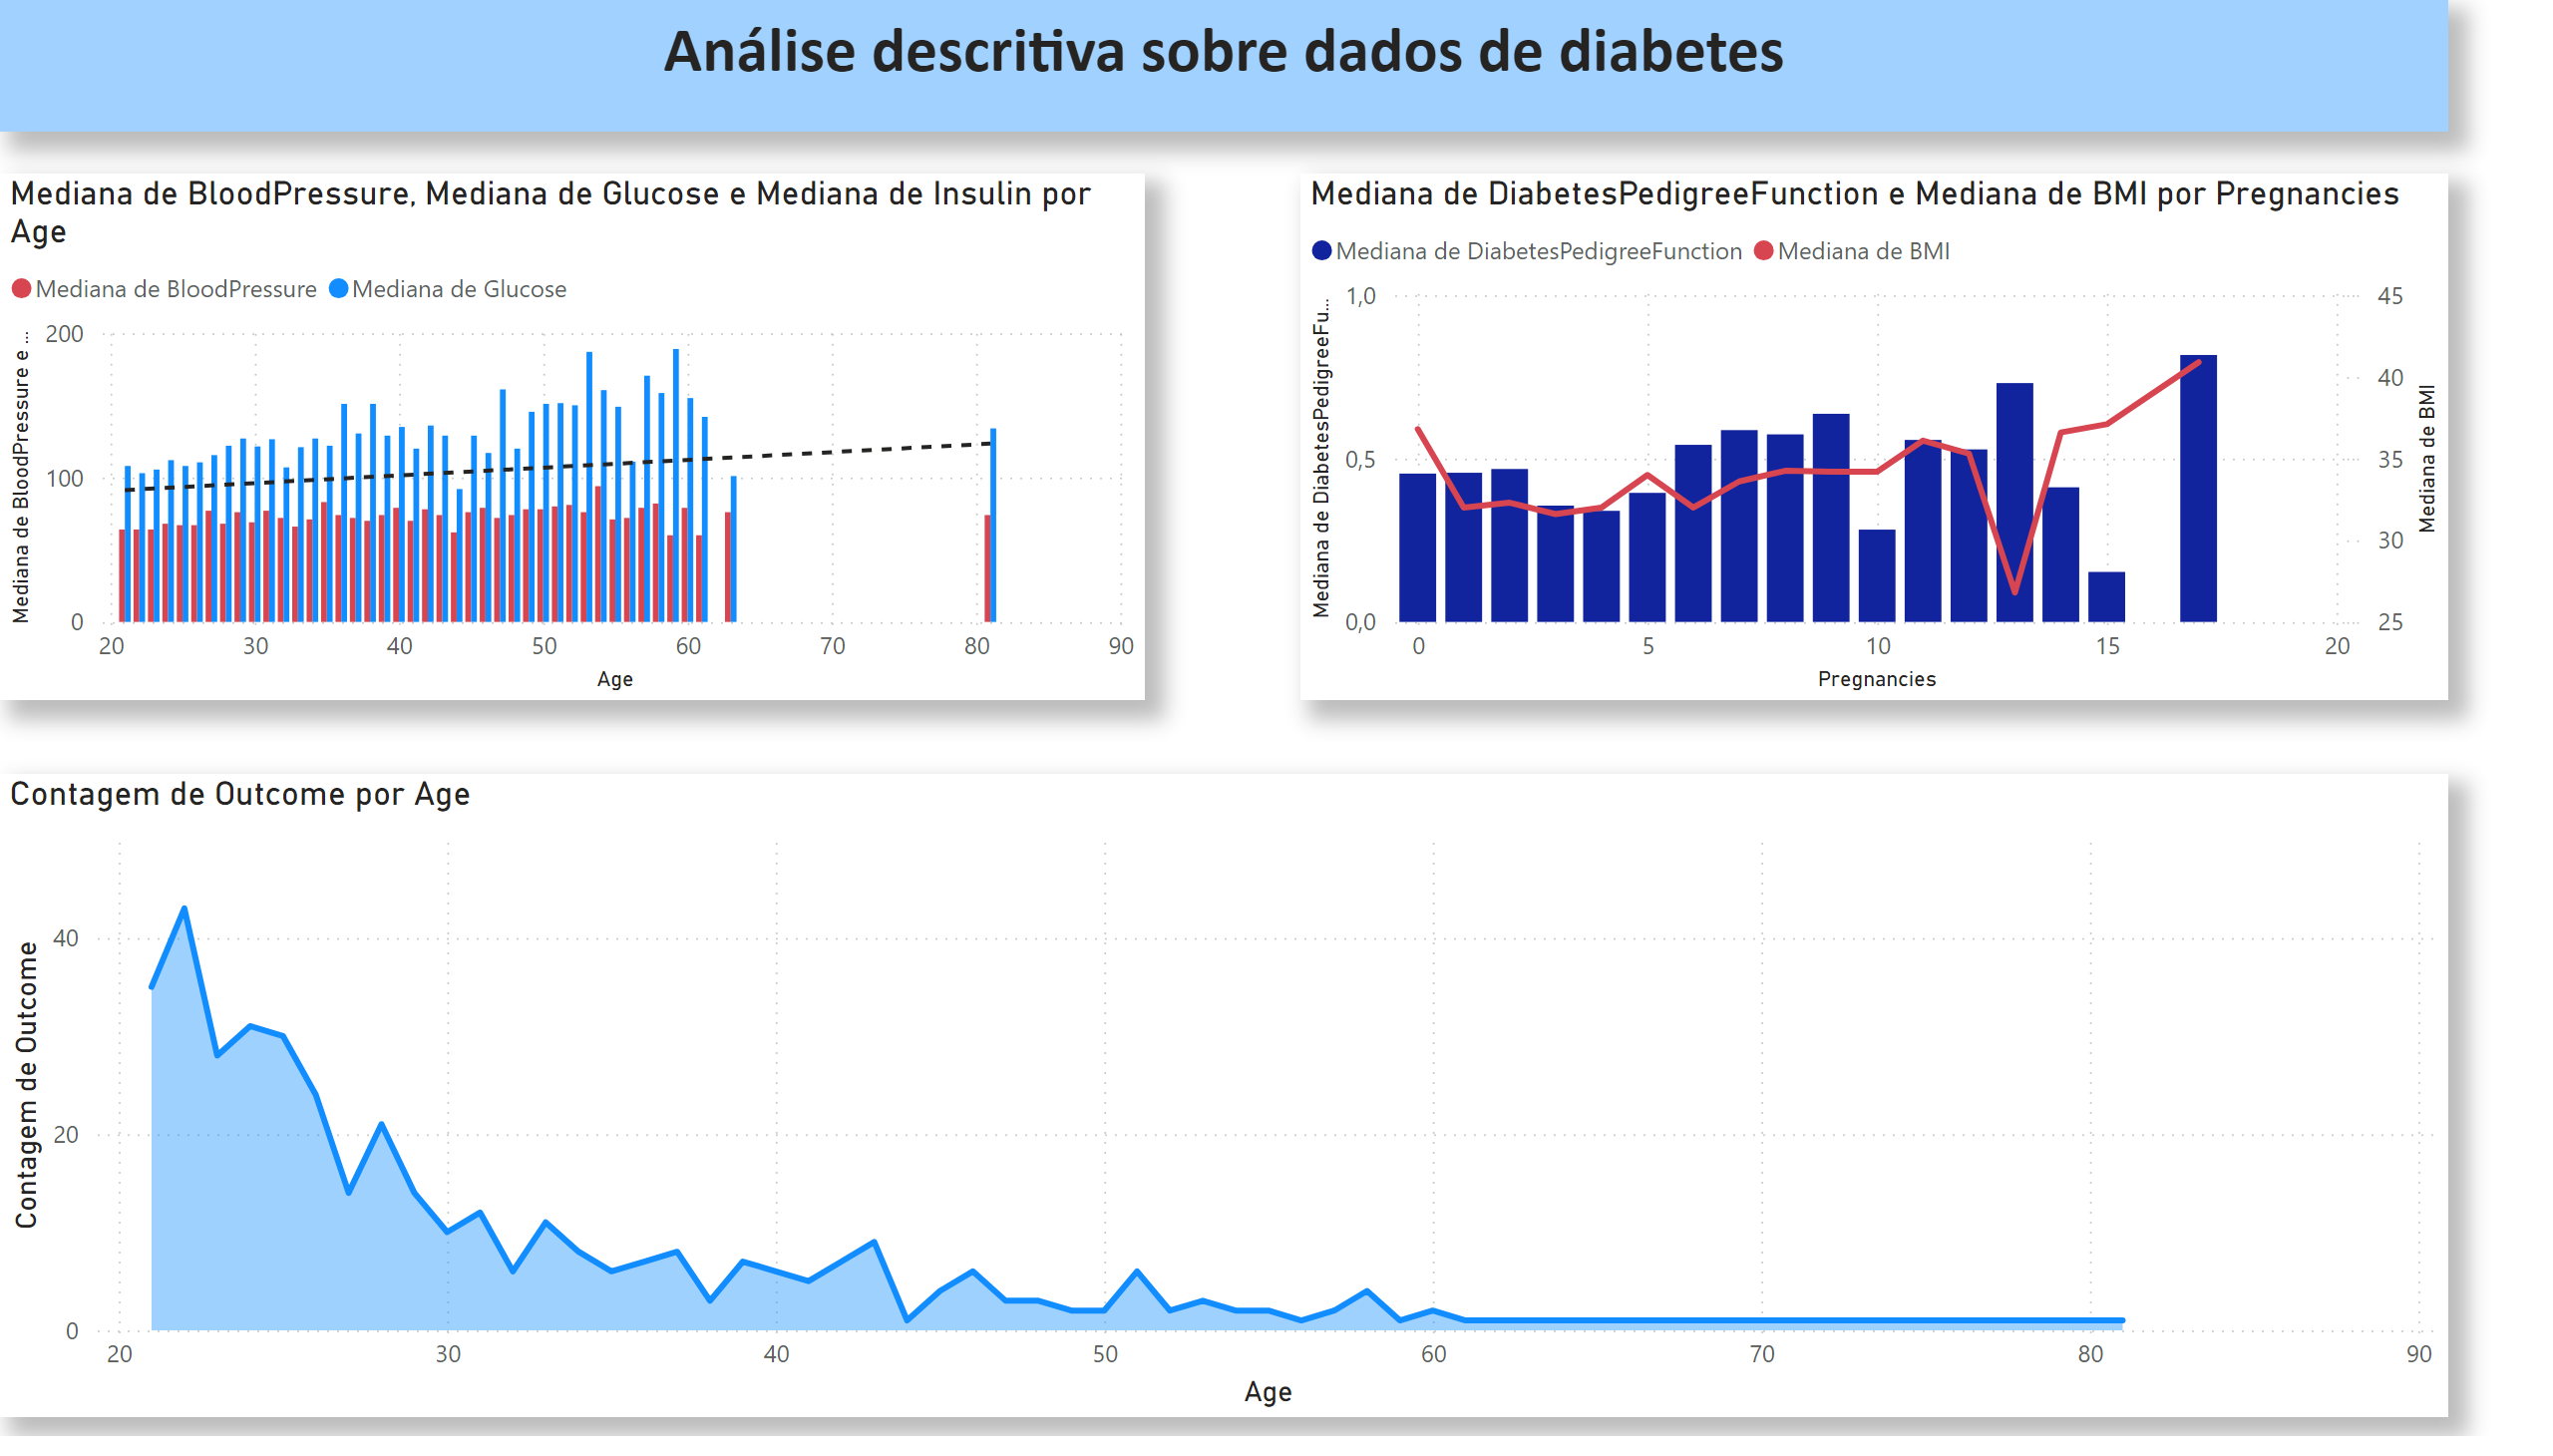 Análise descritiva sobre dados de diabetes
Mediana de BloodPressure, Mediana de Glucose e Mediana de Insulin por
Age
Mediana de BloodPressure Mediana de Glucose
Mediana de BloodPressure e ...
200
100
0
20 30 40 50 60 70 80 90
Age
Mediana de DiabetesPedigreeFunction e Mediana de BMI por Pregnancies
Mediana de DiabetesPedigreeFunction Mediana de BMI
Mediana de DiabetesPedigreeFu...
1,0
0,5
0,0
45
40
35
30
25
Mediana de BMI
0 5 10 15 20
Pregnancies
Contagem de Outcome por Age
Contagem de Outcome
40
20
0
20 30 40 50 60 70 80 90
Age